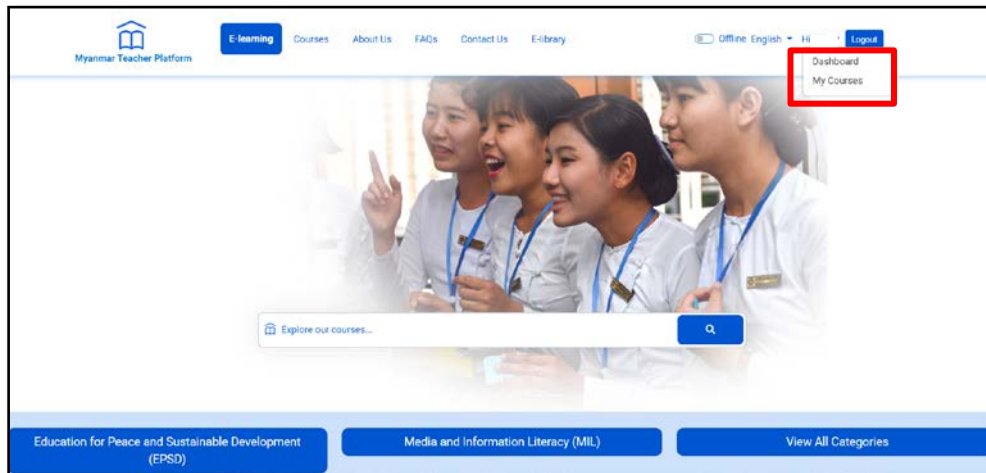 Myanmar Teacher Platform
E-learning Courses About Us FAQs Contact Us E-library
Offline English Hi Logout
Dashboard
My Courses
Explore our courses...
Education for Peace and Sustainable Development
(EPSD)
Media and Information Literacy (MIL)
View All Categories